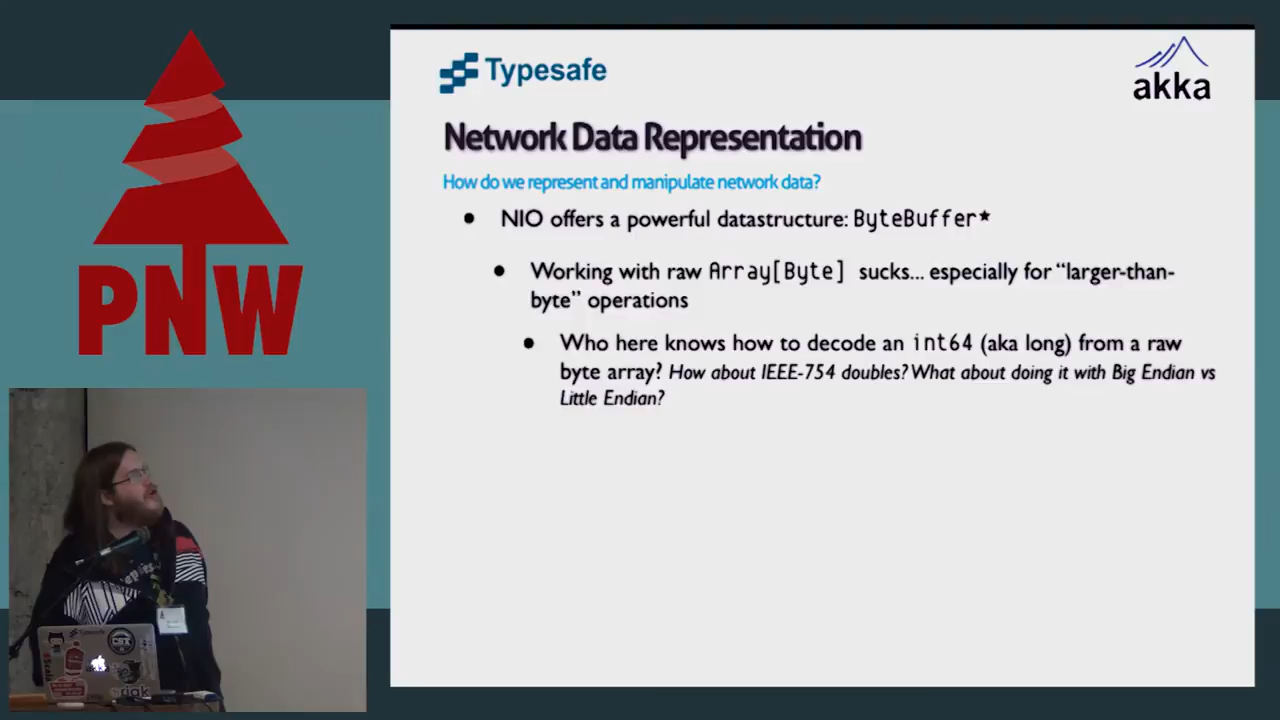 PNW
Typesafe
akka
Network Data Representation
How do we represent and manipulate network data?
• NIO offers a powerful datastructure: ByteBuffer*
• Working with raw Array[Byte] sucks... especially for “larger-than-
byte” operations
• Who here knows how to decode an int64 (aka long) from a raw
byte array? How about IEEE-754 doubles? What about doing it with Big Endian vs
Little Endian?
Typesafe
riak